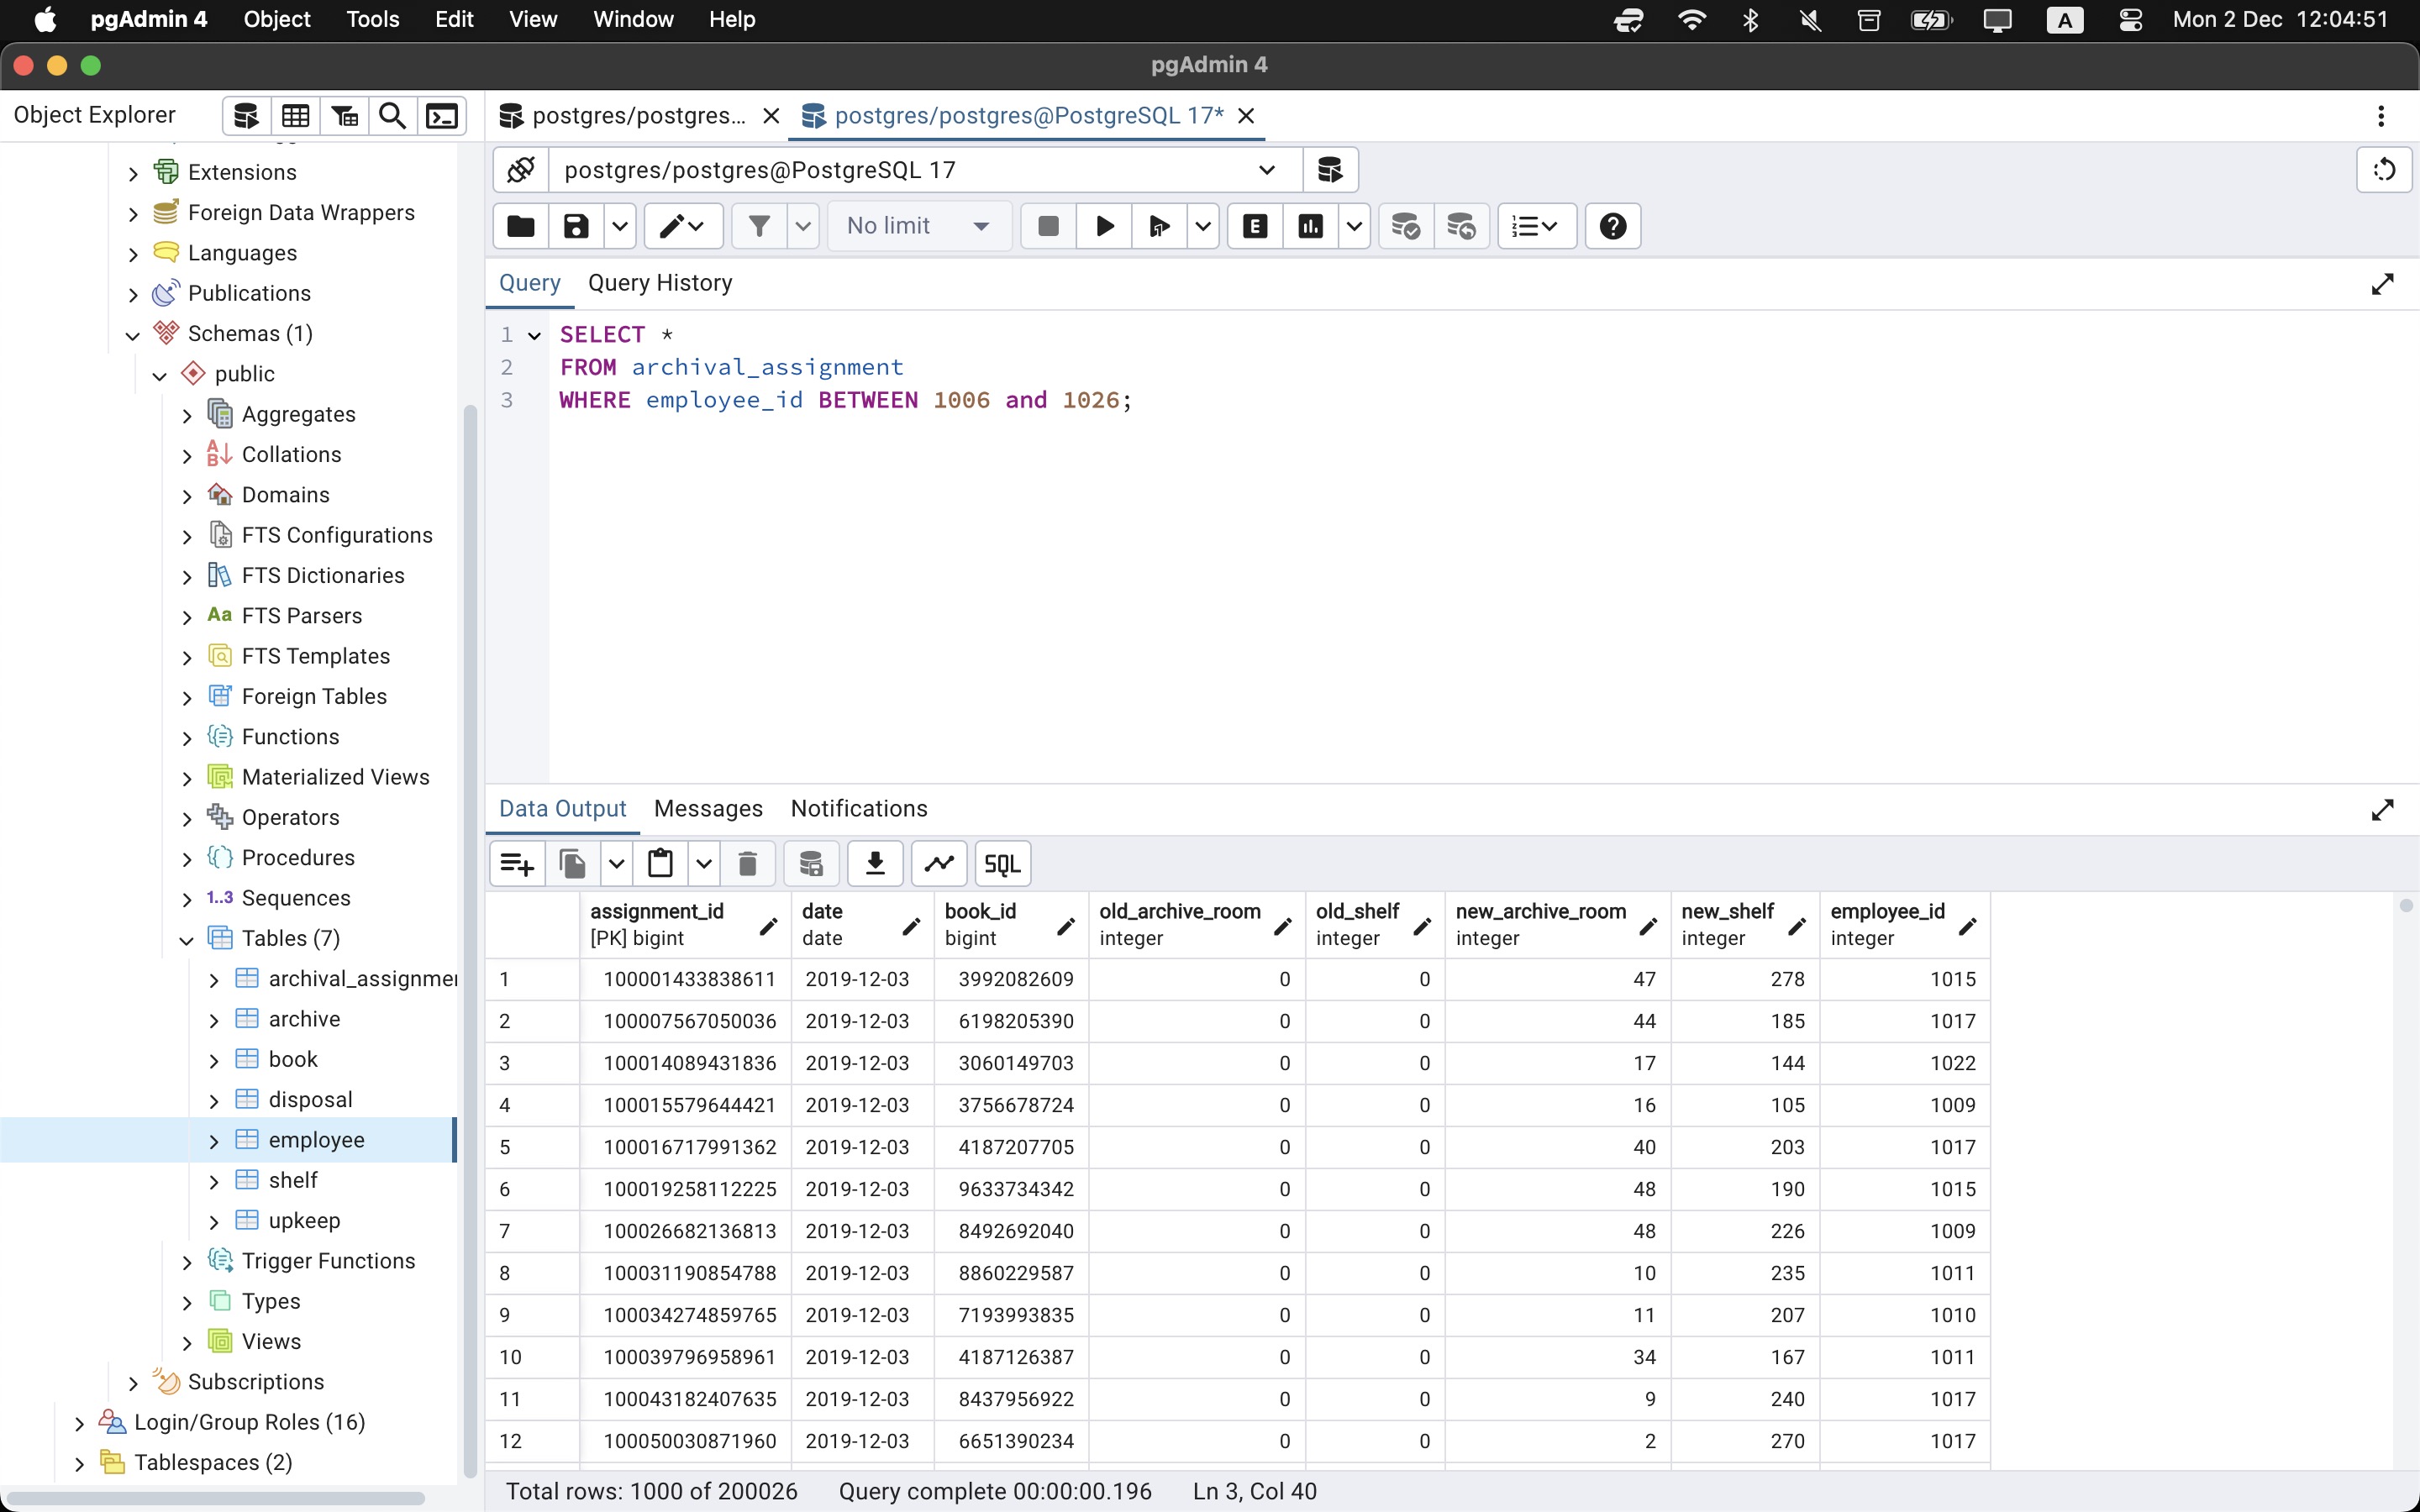 pgAdmin 4 Object Tools Edit View Window Help A Mon 2 Dec 12:04:51
pgAdmin 4
Object Explorer
postgres/postgres... postgres/postgres@PostgreSQL 17*
Extensions
Foreign Data Wrappers
Languages
Publications
Schemas (1)
public
Aggregates
Collations
Domains
FTS Configurations
FTS Dictionaries
Aa FTS Parsers
FTS Templates
Foreign Tables
Functions
Materialized Views
Operators
Procedures
1..3 Sequences
Tables (7)
archival_assignmen
archive
book
disposal
employee
shelf
upkeep
Trigger Functions
Types
Views
Subscriptions
Login/Group Roles (16)
Tablespaces (2)
postgres/postgres@PostgreSQL 17
No limit E
Query Query History
1 SELECT *
2 FROM archival_assignment
3 WHERE employee_id BETWEEN 1006 and 1026;
Data Output Messages Notifications
SQL
assignment_id date book_id old_archive_room old_shelf new_archive_room new_shelf employee_id
[PK] bigint date bigint integer integer integer integer integer
1 100001433838611 2019-12-03 3992082609 0 0 47 278 1015
2 100007567050036 2019-12-03 6198205390 0 0 44 185 1017
3 100014089431836 2019-12-03 3060149703 0 0 17 144 1022
4 100015579644421 2019-12-03 3756678724 0 0 16 105 1009
5 100016717991362 2019-12-03 4187207705 0 0 40 203 1017
6 100019258112225 2019-12-03 9633734342 0 0 48 190 1015
7 100026682136813 2019-12-03 8492692040 0 0 48 226 1009
8 100031190854788 2019-12-03 8860229587 0 0 10 235 1011
9 100034274859765 2019-12-03 7193993835 0 0 11 207 1010
10 100039796958961 2019-12-03 4187126387 0 0 34 167 1011
11 100043182407635 2019-12-03 8437956922 0 0 9 240 1017
12 100050030871960 2019-12-03 6651390234 0 0 2 270 1017
Total rows: 1000 of 200026 Query complete 00:00:00.196 Ln 3, Col 40